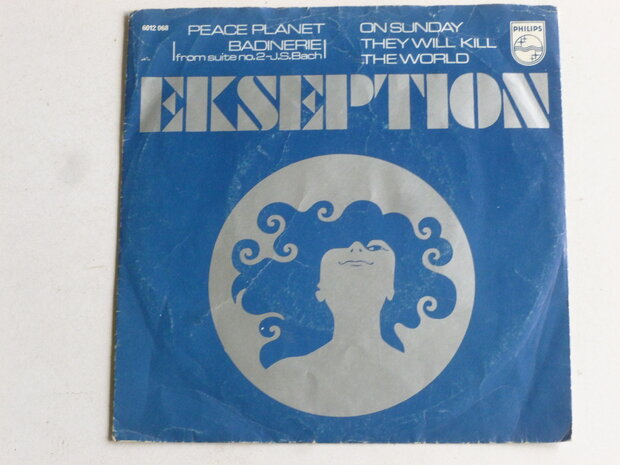 6012 068
PEACE PLANET
BADINERIE
from suite no.2-J.S.Bach
ON SUNDAY
THEY WILL KILL
THE WORLD
PHILIPS
EKSEPTION